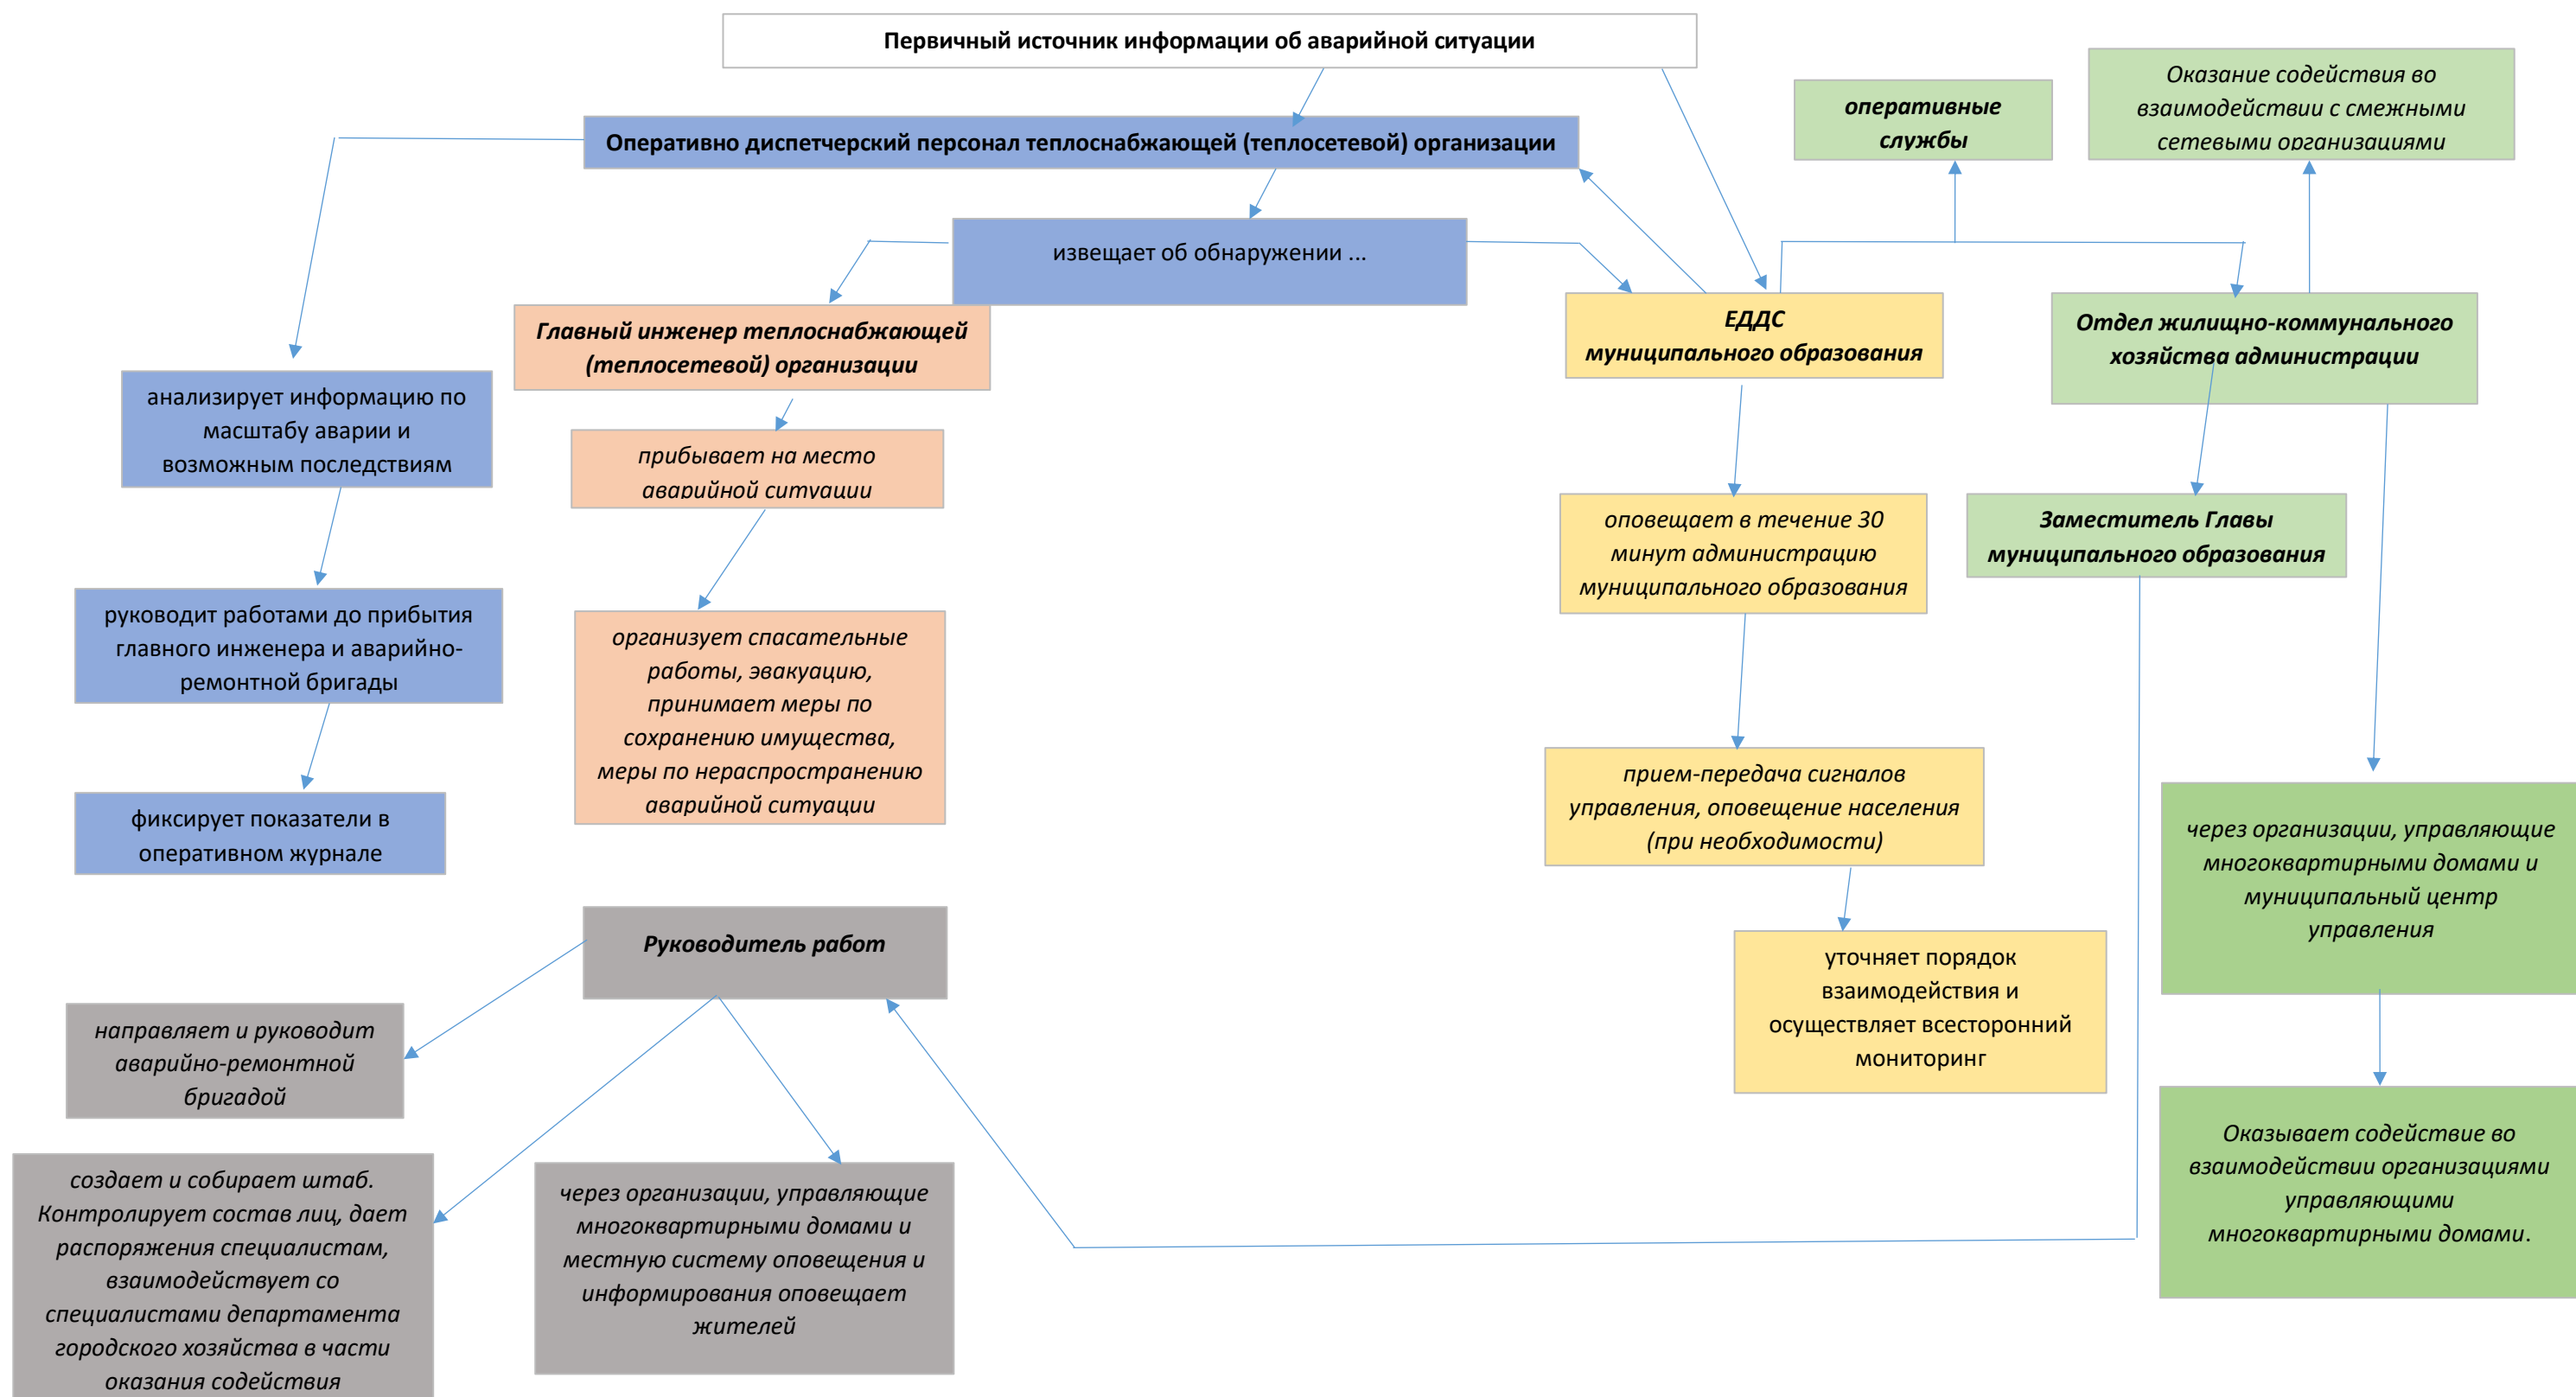 Первичный источник информации об аварийной ситуации
Оказание содействия во
взаимодействии с смежными
сетевыми организациями
оперативные
службы
Оперативно диспетчерский персонал теплоснабжающей (теплосетевой) организации
извещает об обнаружении ...
Главный инженер теплоснабжающей
(теплосетевой) организации
ЕДДС
муниципального образования
Отдел жилищно-коммунального
хозяйства администрации
анализирует информацию по
масштабу аварии и
возможным последствиям
прибывает на место
аварийной ситуации
оповещает в течение 30
минут администрацию
муниципального образования
Заместитель Главы
муниципального образования
руководит работами до прибытия
главного инженера и аварийно-
ремонтной бригады
организует спасательные
работы, эвакуацию,
принимает меры по
сохранению имущества,
меры по нераспространению
аварийной ситуации
прием-передача сигналов
управления, оповещение населения
(при необходимости)
фиксирует показатели в
оперативном журнале
через организации, управляющие
многоквартирными домами и
муниципальный центр
управления
Руководитель работ
уточняет порядок
взаимодействия и
осуществляет всесторонний
мониторинг
направляет и руководит
аварийно-ремонтной
бригадой
Оказывает содействие во
взаимодействии организациями
управляющими
многоквартирными домами.
создает и собирает штаб.
Контролирует состав лиц, дает
распоряжения специалистам,
взаимодействует со
специалистами департамента
городского хозяйства в части
оказания содействия
через организации, управляющие
многоквартирными домами и
местную систему оповещения и
информирования оповещает
жителей